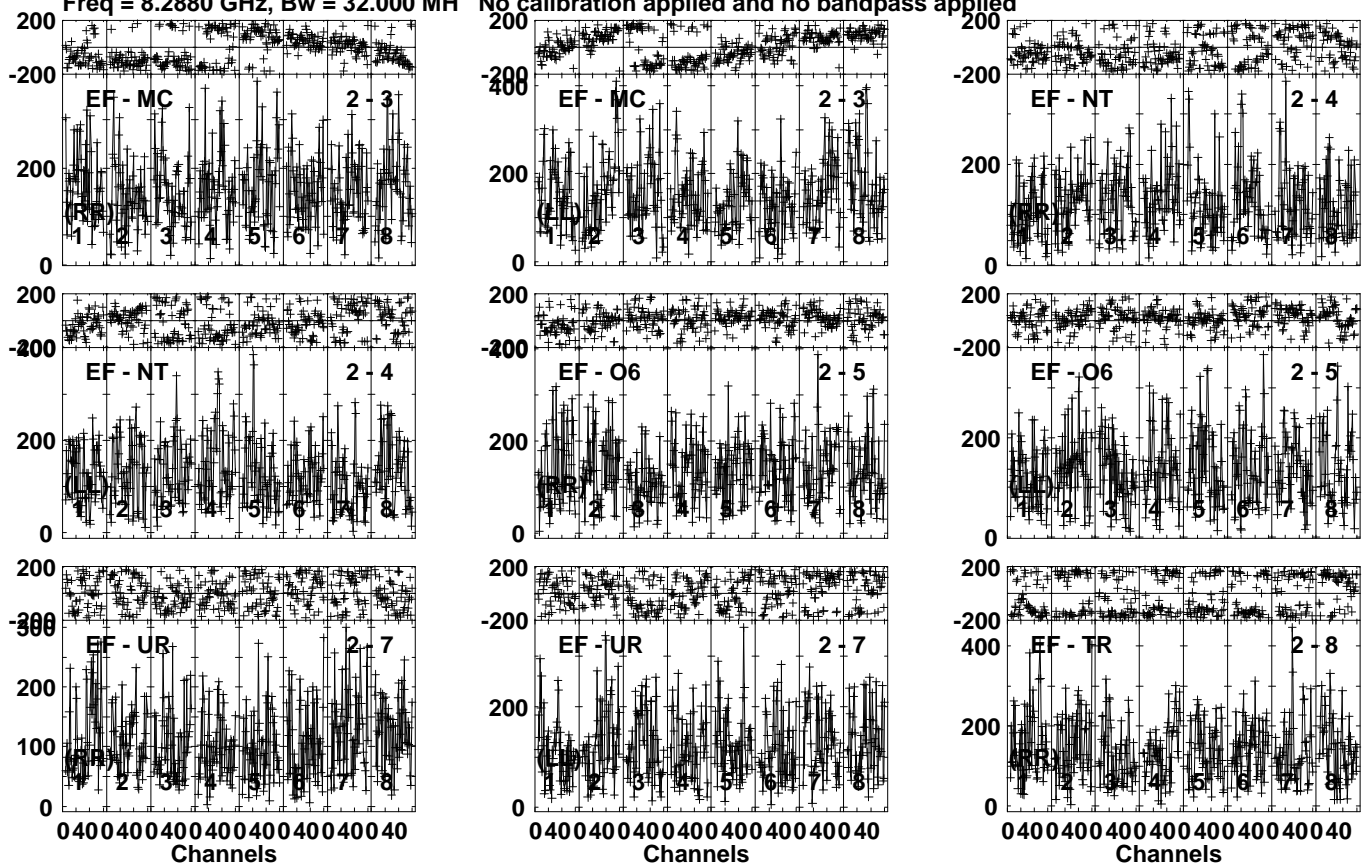 Freq = 8.2880 GHz, Bw = 32.000 MH No calibration applied and no bandpass applied
200 200 200
-200 -200 -200
400
EF - MC 2 - 3 EF - MC 2 - 3 EF - NT 2 - 4
200 200 200
(RR) (LL) (RR)
1 2 3 4 5 6 7 8 1 2 3 4 5 6 7 8 1 2 3 4 5 6 7 8
0 0 0
200 200 200
-200 -200 -200
400 400
EF - NT 2 - 4 EF - O6 2 - 5 EF - O6 2 - 5
200 200 200
(LL) (RR) (LL)
1 2 3 4 5 6 7 8 1 2 3 4 5 6 7 8 1 2 3 4 5 6 7 8
0 0 0
200 200 200
-200 -200 -200
300
EF - UR 2 - 7 EF - UR 2 - 7 EF - TR 2 - 8
400
200 200 200
100
(RR) (LL) (RR)
1 2 3 4 5 6 7 8 1 2 3 4 5 6 7 8 1 2 3 4 5 6 7 8
0 0 0
0 40 0 40 0 40 0 40 0 40 0 40 0 40 0 40 0 40 0 40 0 40 0 40 0 40 0 40 0 40 0 40 0 40 0 40 0 40 0 40 0 40 0 40 0 40 0 40
Channels Channels Channels